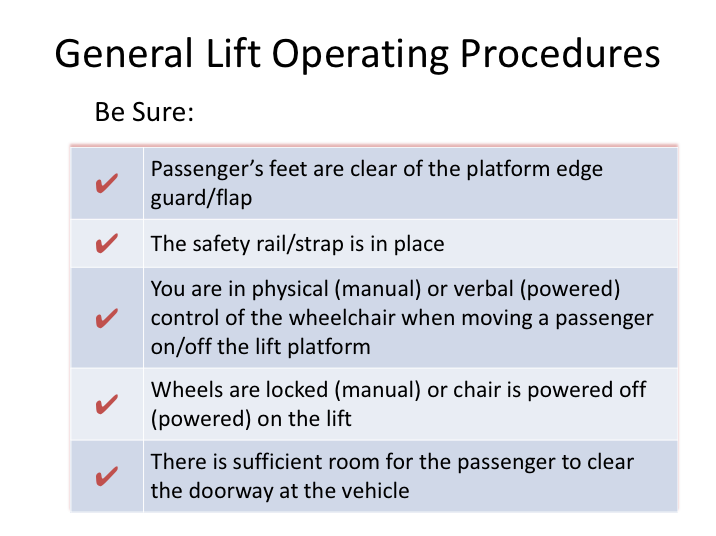 General Lift Operating Procedures
Be Sure:
✔ Passenger’s feet are clear of the platform edge
guard/flap
✔ The safety rail/strap is in place
✔ You are in physical (manual) or verbal (powered)
control of the wheelchair when moving a passenger
on/off the lift platform
✔ Wheels are locked (manual) or chair is powered off
(powered) on the lift
✔ There is sufficient room for the passenger to clear
the doorway at the vehicle